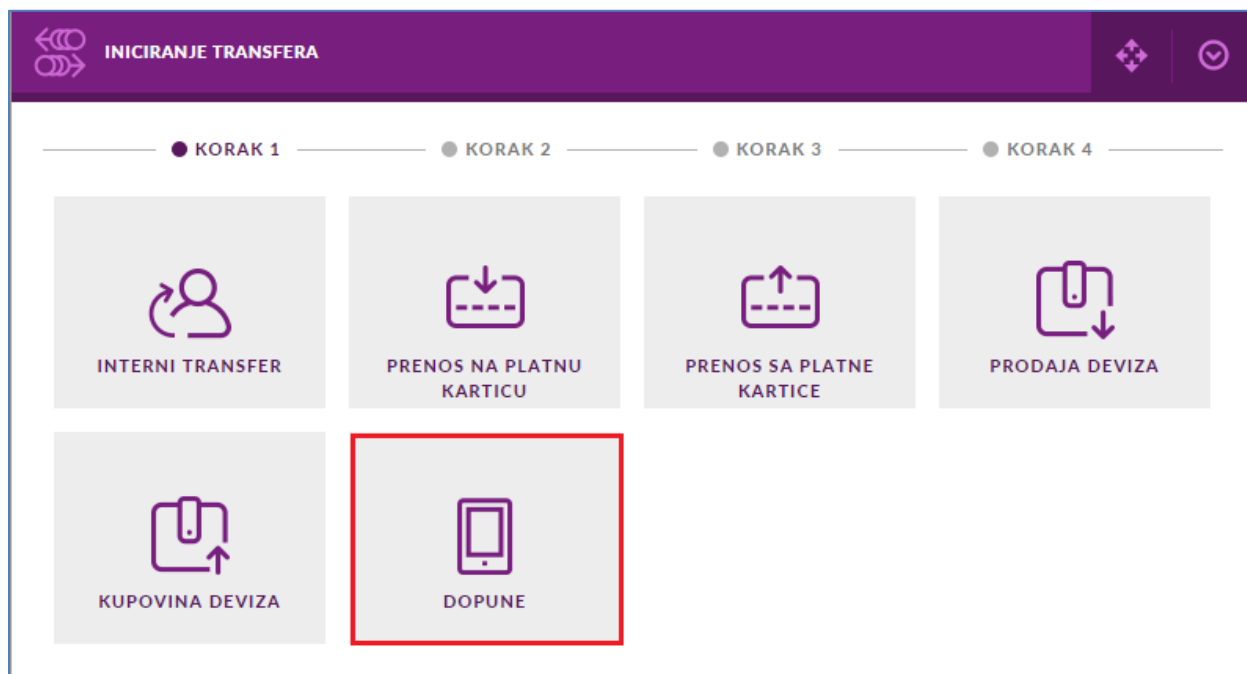 INICIRANJE TRANSFERA
KORAK 1
KORAK 2
KORAK 3
KORAK 4
INTERNI TRANSFER
PRENOS NA PLATNU
KARTICU
PRENOS SA PLATNE
KARTICE
PRODAJA DEVIZA
KUPOVINA DEVIZA
DOPUNE